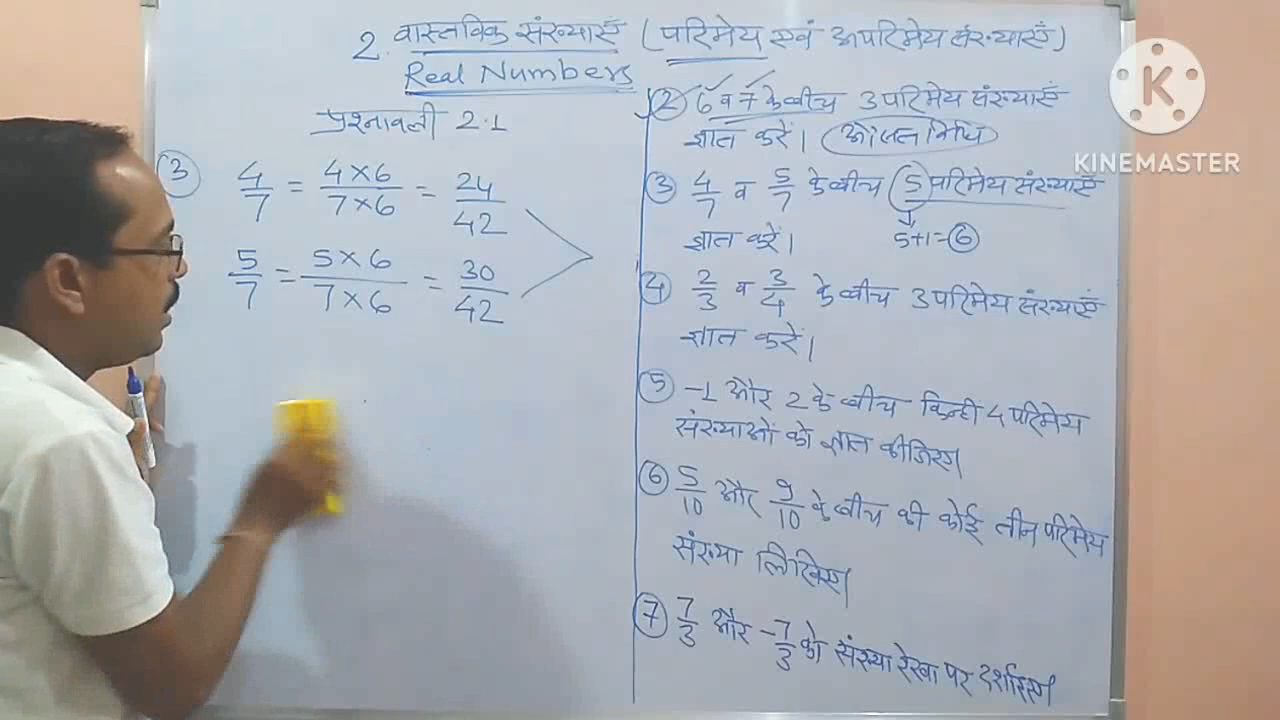 2. वास्तविक संख्याएँ (परिमेय एवं अपरिमेय संख्याएँ)
Real Numbers
प्रश्नावली 2.1
③ 4/7 = 4×6/7×6 = 24/42
5/7 = 5×6/7×6 = 30/42
② 6 व 7 के बीच 3 परिमेय संख्याएँ
ज्ञात करें। औसत विधि
③ 4/7 व 5/7 के बीच 5 परिमेय संख्याएँ
ज्ञात करें। 5+1=⑥
④ 2/3 व 3/4 के बीच 3 परिमेय संख्याएँ
ज्ञात करें।
⑤ -1 और 2 के बीच किन्ही 4 परिमेय
संख्याओं को ज्ञात कीजिए।
⑥ 5/10 और 9/10 के बीच की कोई तीन परिमेय
संख्या लिखिए।
⑦ 7/3 और -7/3 को संख्या रेखा पर दर्शाइए।
K
KINEMASTER